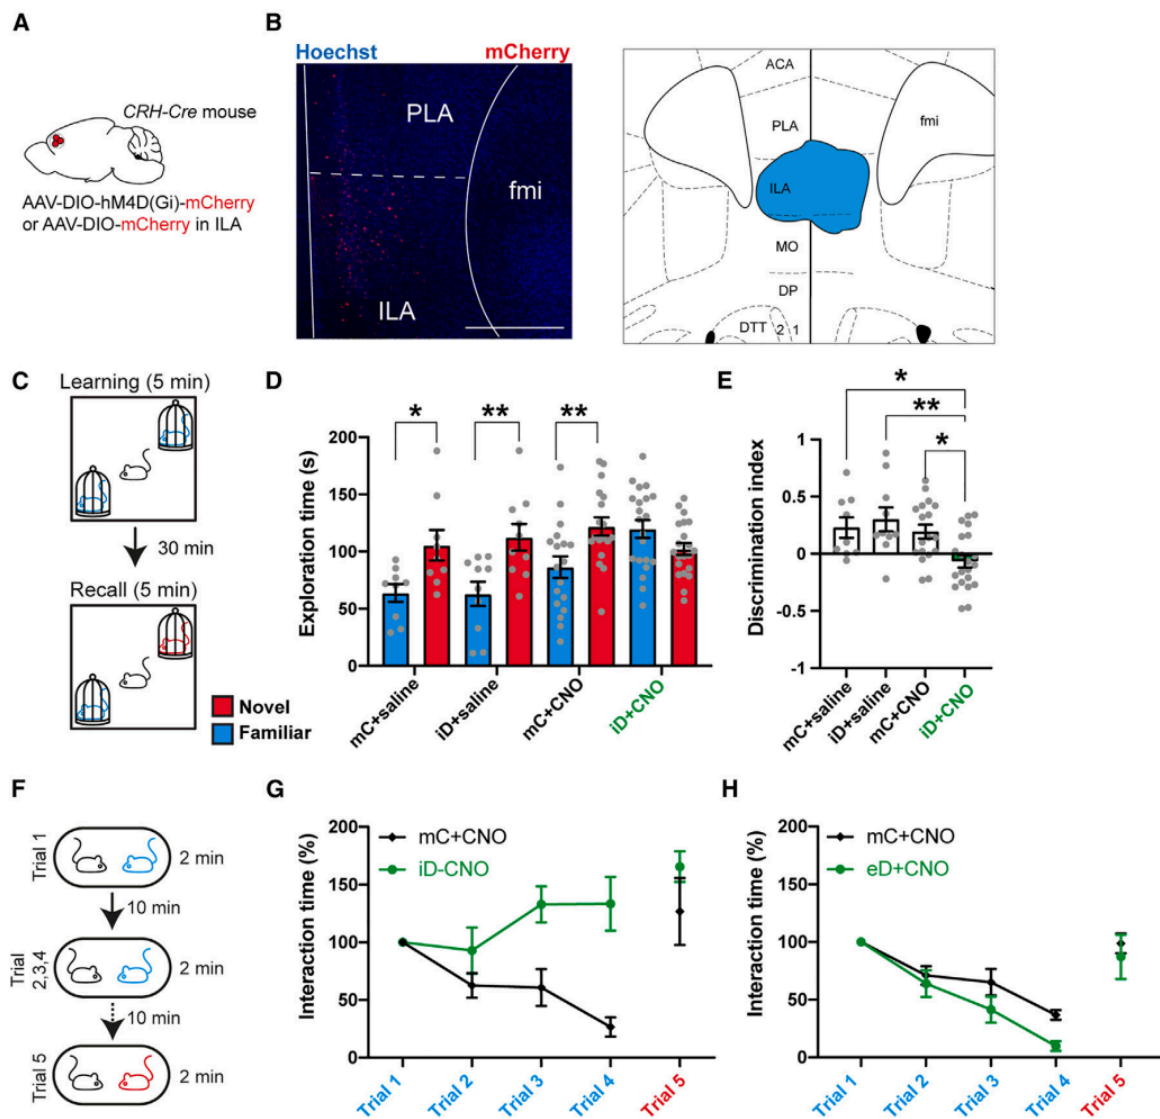 A
CRH-Cre mouse
AAV-DIO-hM4D(Gi)-mCherry
or AAV-DIO-mCherry in ILA
B
Hoechst mCherry
PLA
fmi
ILA
ACA
PLA
fmi
ILA
MO
DP
DTT 2 1
C
Learning (5 min)
30 min
Recall (5 min)
Novel
Familiar
D
* ** **
Exploration time (s)
200
150
100
50
0
mC+saline
iD+saline
mC+CNO
iD+CNO
E
*
**
*
Discrimination index
1
0.5
0
-0.5
-1
mC+saline
iD+saline
mC+CNO
iD+CNO
F
Trial 1
2 min
10 min
Trial
2,3,4
2 min
10 min
Trial 5
2 min
G
mC+CNO
iD-CNO
Interaction time (%)
200
150
100
50
0
Trial 1
Trial 2
Trial 3
Trial 4
Trial 5
H
mC+CNO
eD+CNO
Interaction time (%)
200
150
100
50
0
Trial 1
Trial 2
Trial 3
Trial 4
Trial 5